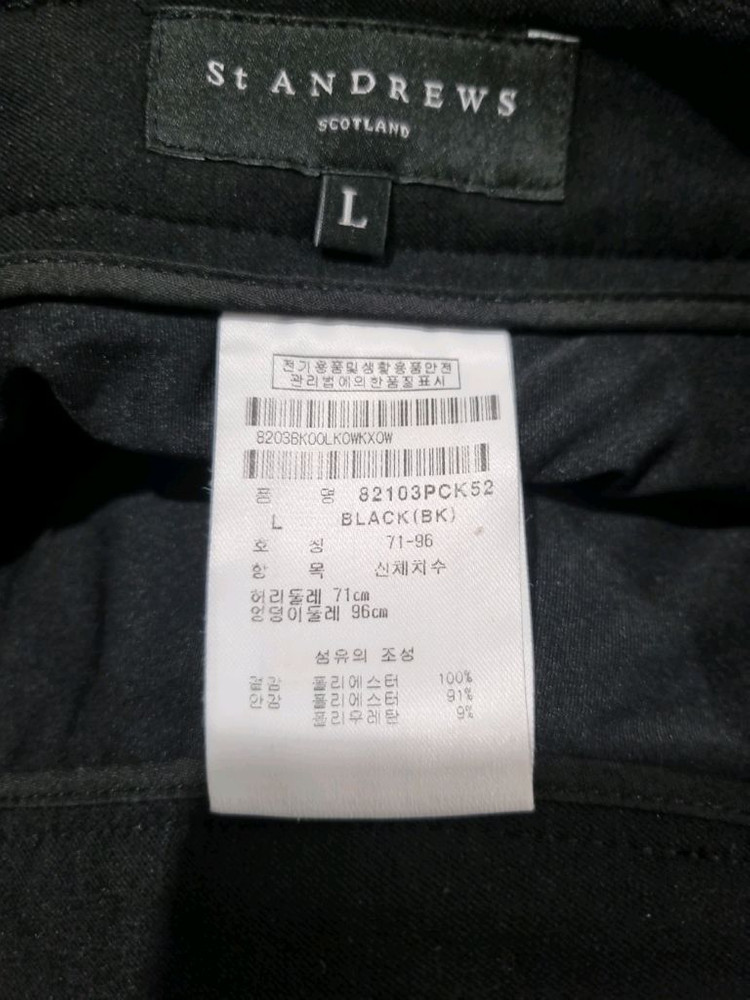 St ANDREWS
SCOTLAND
L
전기용품및생활용품안전
관리법에의한품질표시
8203BK00LK0WKX0W
품 명 82103PCK52
L BLACK(BK)
호 칭 71-96
항 목 신체치수
허리둘레 71cm
엉덩이둘레 96cm
섬유의 조성
겉감 폴리에스터 100%
안감 폴리에스터 91%
폴리우레탄 9%